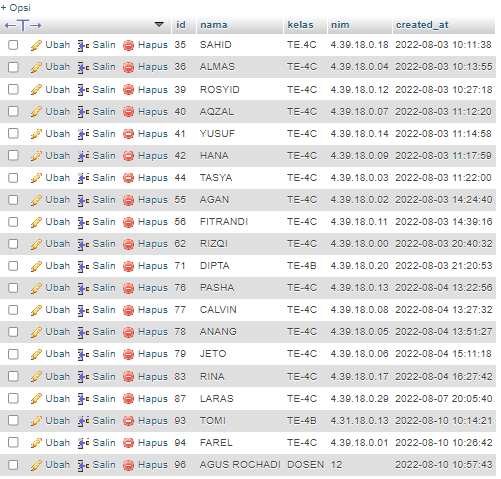 + Opsi
id nama kelas nim created_at
Ubah Salin Hapus 35 SAHID TE.4C 4.39.18.0.18 2022-08-03 10:11:38
Ubah Salin Hapus 36 ALMAS TE-4C 4.39.18.0.04 2022-08-03 10:13:55
Ubah Salin Hapus 39 ROSYID TE-4C 4.39.18.0.12 2022-08-03 10:27:18
Ubah Salin Hapus 40 AQZAL TE-4C 4.39.18.0.07 2022-08-03 11:12:20
Ubah Salin Hapus 41 YUSUF TE-4C 4.39.18.0.14 2022-08-03 11:14:58
Ubah Salin Hapus 42 HANA TE-4C 4.39.18.0.09 2022-08-03 11:17:59
Ubah Salin Hapus 44 TASYA TE-4C 4.39.18.0.03 2022-08-03 11:22:00
Ubah Salin Hapus 55 AGAN TE-4C 4.39.18.0.02 2022-08-03 14:24:40
Ubah Salin Hapus 56 FITRANDI TE-4C 4.39.18.0.11 2022-08-03 14:39:16
Ubah Salin Hapus 62 RIZQI TE-4C 4.39.18.0.00 2022-08-03 20:40:32
Ubah Salin Hapus 71 DIPTA TE-4B 4.39.18.0.20 2022-08-03 21:20:53
Ubah Salin Hapus 76 PASHA TE-4C 4.39.18.0.13 2022-08-04 13:22:56
Ubah Salin Hapus 77 CALVIN TE-4C 4.39.18.0.08 2022-08-04 13:27:32
Ubah Salin Hapus 78 ANANG TE-4C 4.39.18.0.05 2022-08-04 13:51:27
Ubah Salin Hapus 79 JETO TE-4C 4.39.18.0.06 2022-08-04 15:11:18
Ubah Salin Hapus 83 RINA TE-4C 4.39.18.0.17 2022-08-04 16:27:42
Ubah Salin Hapus 87 LARAS TE-4C 4.39.18.0.29 2022-08-07 20:05:40
Ubah Salin Hapus 93 TOMI TE-4B 4.31.18.0.13 2022-08-10 10:14:21
Ubah Salin Hapus 94 FAREL TE-4C 4.39.18.0.01 2022-08-10 10:26:42
Ubah Salin Hapus 96 AGUS ROCHADI DOSEN 12 2022-08-10 10:57:43